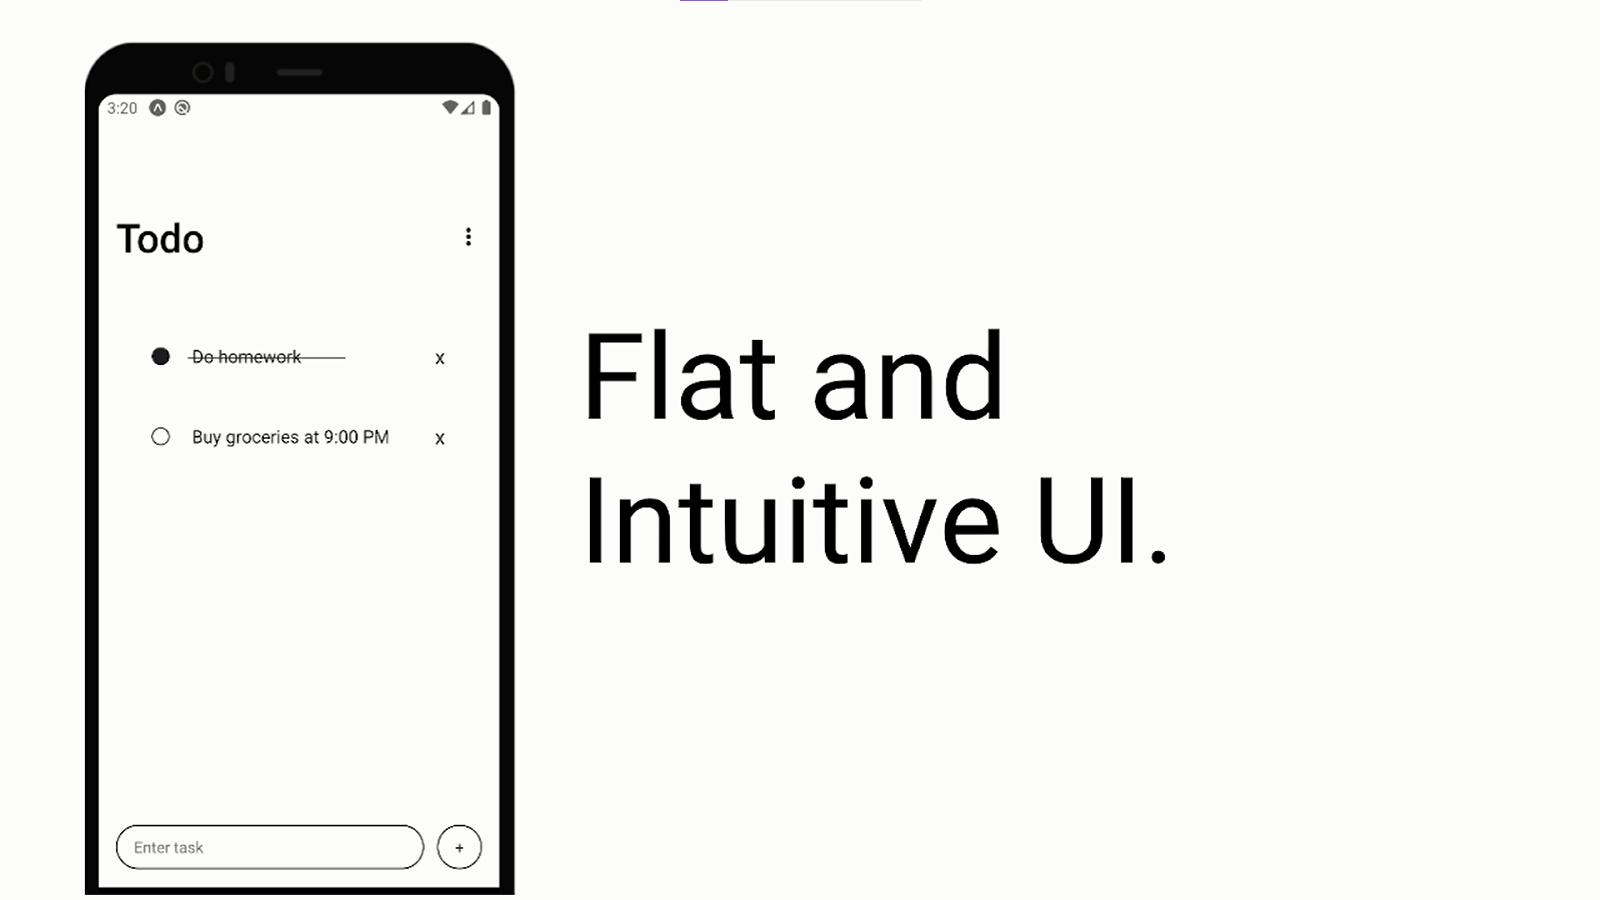 3:20
Todo
Do homework x
Buy groceries at 9:00 PM x
Enter task +
Flat and
Intuitive UI.